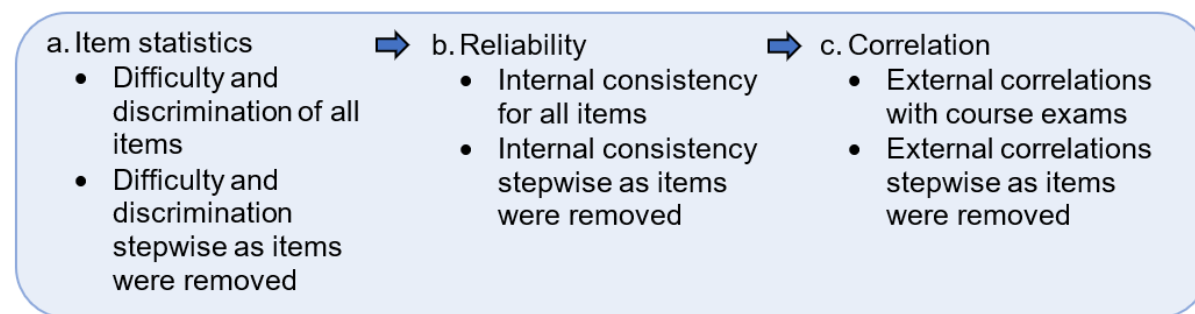 a. Item statistics
• Difficulty and
discrimination of all
items
• Difficulty and
discrimination
stepwise as items
were removed
b. Reliability
• Internal consistency
for all items
• Internal consistency
stepwise as items
were removed
c. Correlation
• External correlations
with course exams
• External correlations
stepwise as items
were removed